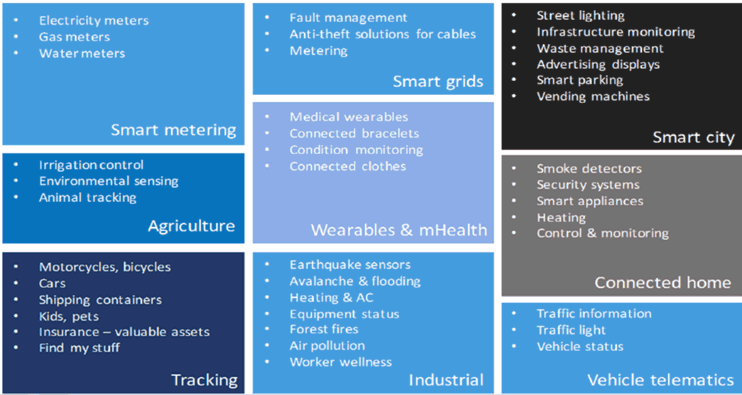 Electricity meters
Gas meters
Water meters
Smart metering
Irrigation control
Environmental sensing
Animal tracking
Agriculture
Motorcycles, bicycles
Cars
Shipping containers
Kids, pets
Insurance – valuable assets
Find my stuff
Tracking
Fault management
Anti-theft solutions for cables
Metering
Smart grids
Medical wearables
Connected bracelets
Condition monitoring
Connected clothes
Wearables & mHealth
Earthquake sensors
Avalanche & flooding
Heating & AC
Equipment status
Forest fires
Air pollution
Worker wellness
Industrial
Street lighting
Infrastructure monitoring
Waste management
Advertising displays
Smart parking
Vending machines
Smart city
Smoke detectors
Security systems
Smart appliances
Heating
Control & monitoring
Connected home
Traffic information
Traffic light
Vehicle status
Vehicle telematics